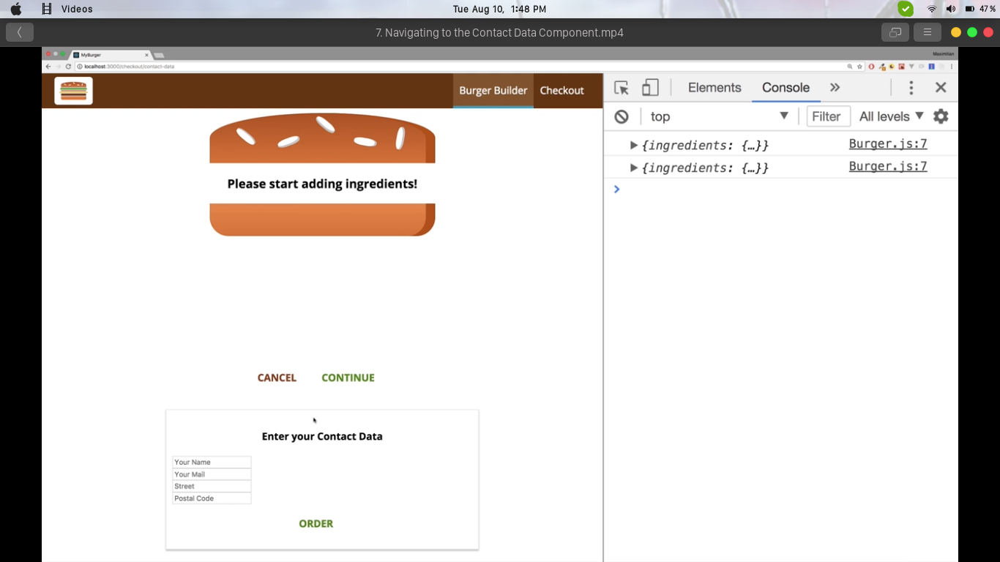 Videos
Tue Aug 10, 1:48 PM
47%
7. Navigating to the Contact Data Component.mp4
MyBurger
Maximilian
localhost:3000/checkout/contact-data
Burger Builder
Checkout
Elements
Console
top
Filter
All levels
{ingredients: {…}}
Burger.js:7
{ingredients: {…}}
Burger.js:7
Please start adding ingredients!
CANCEL
CONTINUE
Enter your Contact Data
Your Name
Your Mail
Street
Postal Code
ORDER